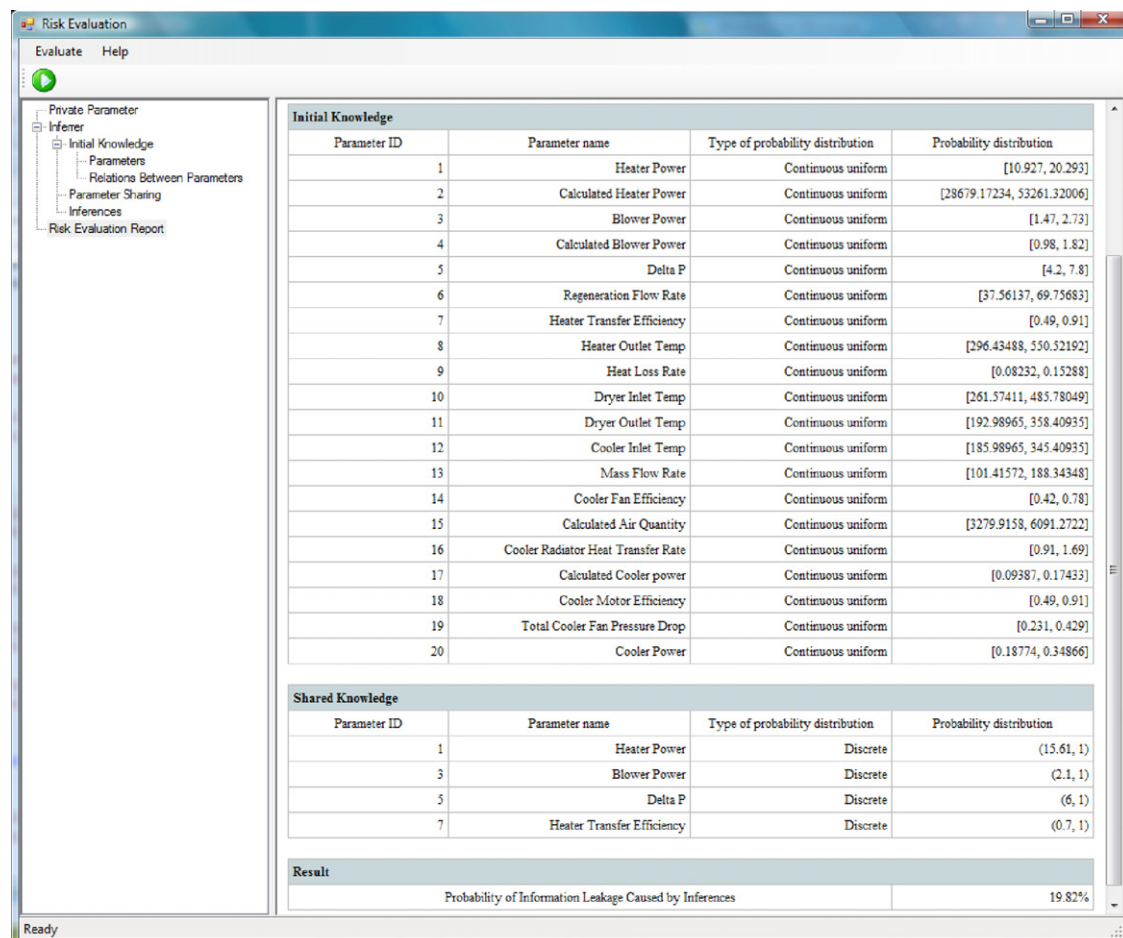 Risk Evaluation
Evaluate Help
Private Parameter
Inferrer
Initial Knowledge
Parameters
Relations Between Parameters
Parameter Sharing
Inferences
Risk Evaluation Report
Initial Knowledge
Parameter ID Parameter name Type of probability distribution Probability distribution
1 Heater Power Continuous uniform [10.927, 20.293]
2 Calculated Heater Power Continuous uniform [28679.17234, 53261.32006]
3 Blower Power Continuous uniform [1.47, 2.73]
4 Calculated Blower Power Continuous uniform [0.98, 1.82]
5 Delta P Continuous uniform [4.2, 7.8]
6 Regeneration Flow Rate Continuous uniform [37.56137, 69.75683]
7 Heater Transfer Efficiency Continuous uniform [0.49, 0.91]
8 Heater Outlet Temp Continuous uniform [296.43488, 550.52192]
9 Heat Loss Rate Continuous uniform [0.08232, 0.15288]
10 Dryer Inlet Temp Continuous uniform [261.57411, 485.78049]
11 Dryer Outlet Temp Continuous uniform [192.98965, 358.40935]
12 Cooler Inlet Temp Continuous uniform [185.98965, 345.40935]
13 Mass Flow Rate Continuous uniform [101.41572, 188.34348]
14 Cooler Fan Efficiency Continuous uniform [0.42, 0.78]
15 Calculated Air Quantity Continuous uniform [3279.9158, 6091.2722]
16 Cooler Radiator Heat Transfer Rate Continuous uniform [0.91, 1.69]
17 Calculated Cooler power Continuous uniform [0.09387, 0.17433]
18 Cooler Motor Efficiency Continuous uniform [0.49, 0.91]
19 Total Cooler Fan Pressure Drop Continuous uniform [0.231, 0.429]
20 Cooler Power Continuous uniform [0.18774, 0.34866]
Shared Knowledge
Parameter ID Parameter name Type of probability distribution Probability distribution
1 Heater Power Discrete (15.61, 1)
3 Blower Power Discrete (2.1, 1)
5 Delta P Discrete (6, 1)
7 Heater Transfer Efficiency Discrete (0.7, 1)
Result
Probability of Information Leakage Caused by Inferences 19.82%
Ready